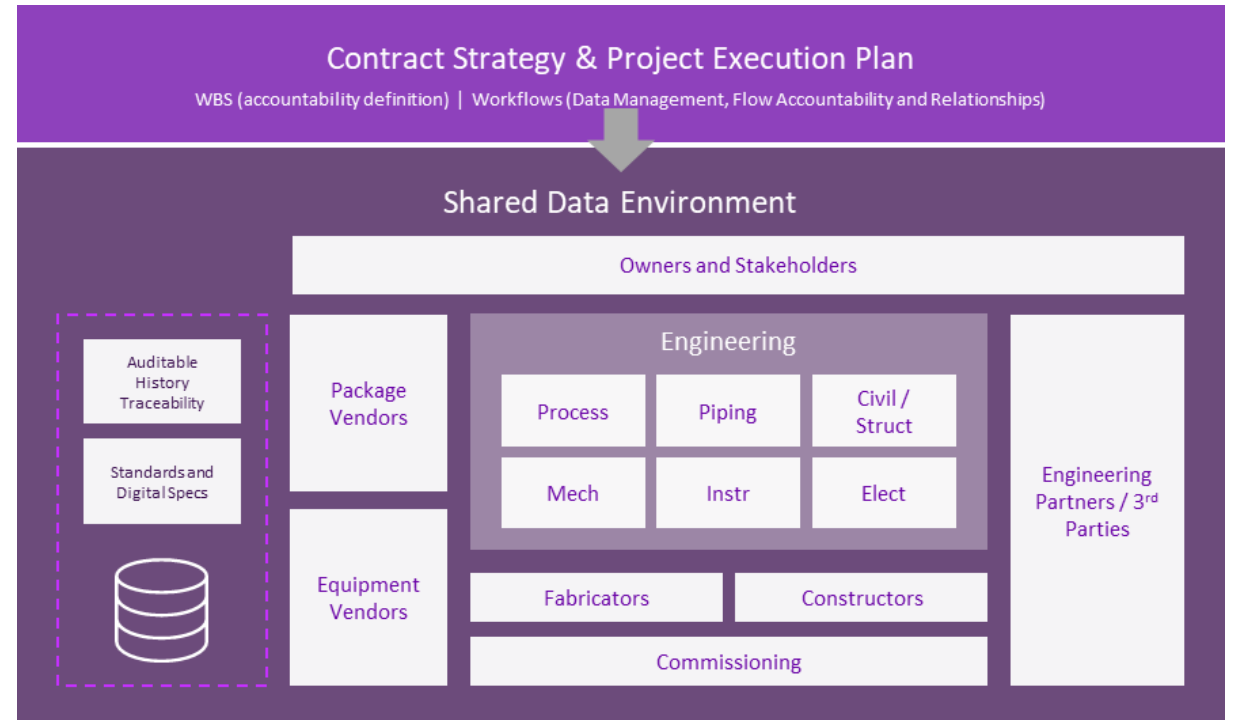 Contract Strategy & Project Execution Plan
WBS (accountability definition) | Workflows (Data Management, Flow Accountability and Relationships)
Shared Data Environment
Owners and Stakeholders
Auditable
History
Traceability
Standards and
Digital Specs
Package
Vendors
Equipment
Vendors
Engineering
Process
Piping
Civil /
Struct
Mech
Instr
Elect
Fabricators
Constructors
Commissioning
Engineering
Partners / 3rd
Parties